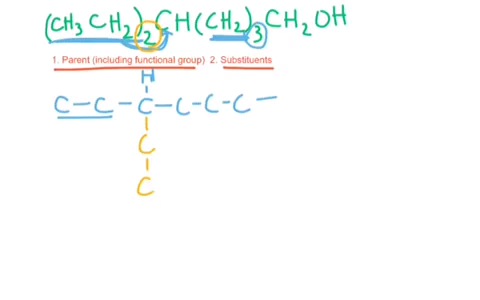 (CH₃CH₂)₂CH(CH₂)₃CH₂OH
1. Parent (including functional group) 2. Substituents
H
C-C-C-C-C-C-
C
C